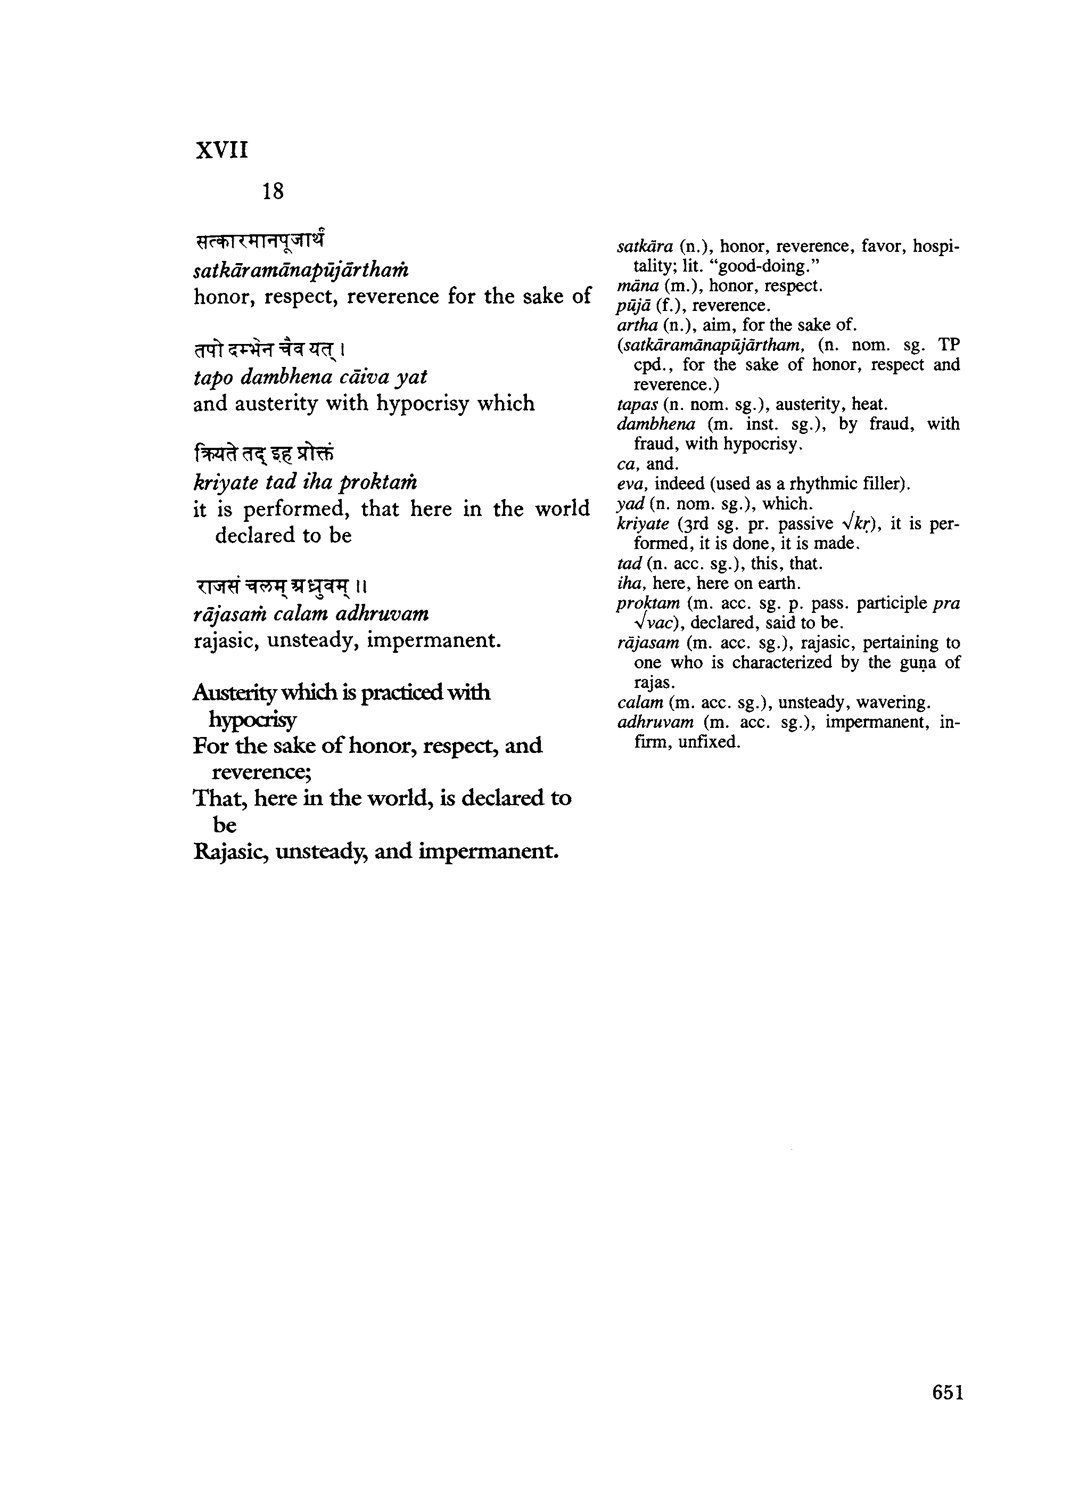 XVII
18
सत्कारमानपूजार्थं
satkāramānapūjārthaṁ
honor, respect, reverence for the sake of
तपो दम्भेन चैव यत् ।
tapo dambhena cāiva yat
and austerity with hypocrisy which
क्रियते तद् इह प्रोक्तं
kriyate tad iha proktaṁ
it is performed, that here in the world
declared to be
राजसं चलम् अध्रुवम् ॥
rājasaṁ calam adhruvam
rajasic, unsteady, impermanent.
Austerity which is practiced with
hypocrisy
For the sake of honor, respect, and
reverence;
That, here in the world, is declared to
be
Rajasic, unsteady, and impermanent.
satkāra (n.), honor, reverence, favor, hospi-
tality; lit. “good-doing.”
māna (m.), honor, respect.
pūjā (f.), reverence.
artha (n.), aim, for the sake of.
(satkāramānapūjārtham, (n. nom. sg. TP
cpd., for the sake of honor, respect and
reverence.)
tapas (n. nom. sg.), austerity, heat.
dambhena (m. inst. sg.), by fraud, with
fraud, with hypocrisy.
ca, and.
eva, indeed (used as a rhythmic filler).
yad (n. nom. sg.), which.
kriyate (3rd sg. pr. passive √kṛ), it is per-
formed, it is done, it is made.
tad (n. acc. sg.), this, that.
iha, here, here on earth.
proktam (m. acc. sg. p. pass. participle pra
√vac), declared, said to be.
rājasam (m. acc. sg.), rajasic, pertaining to
one who is characterized by the guṇa of
rajas.
calam (m. acc. sg.), unsteady, wavering.
adhruvam (m. acc. sg.), impermanent, in-
firm, unfixed.
651